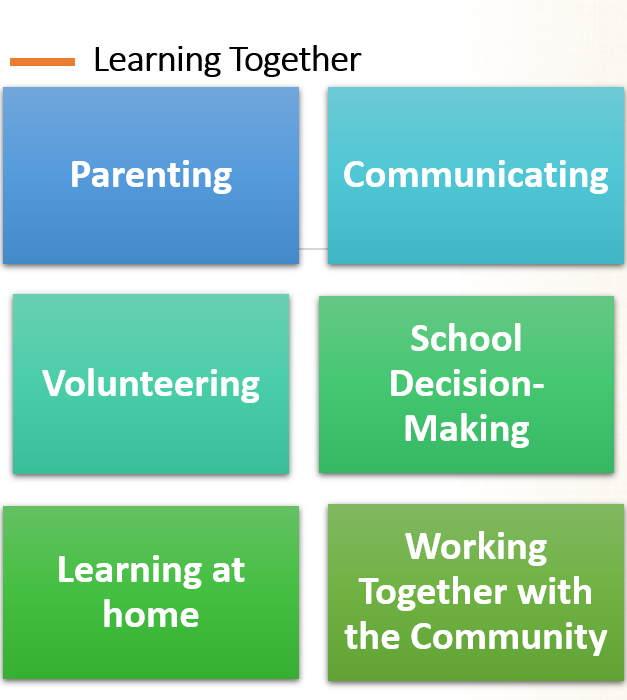 Learning Together
Parenting
Communicating
Volunteering
School
Decision-
Making
Learning at
home
Working
Together with
the Community